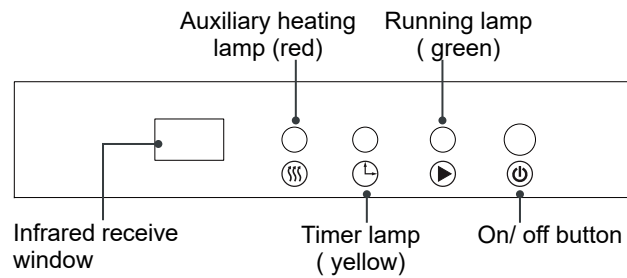 Auxiliary heating
lamp (red)
Running lamp
( green)
Infrared receive
window
Timer lamp
( yellow)
On/ off button